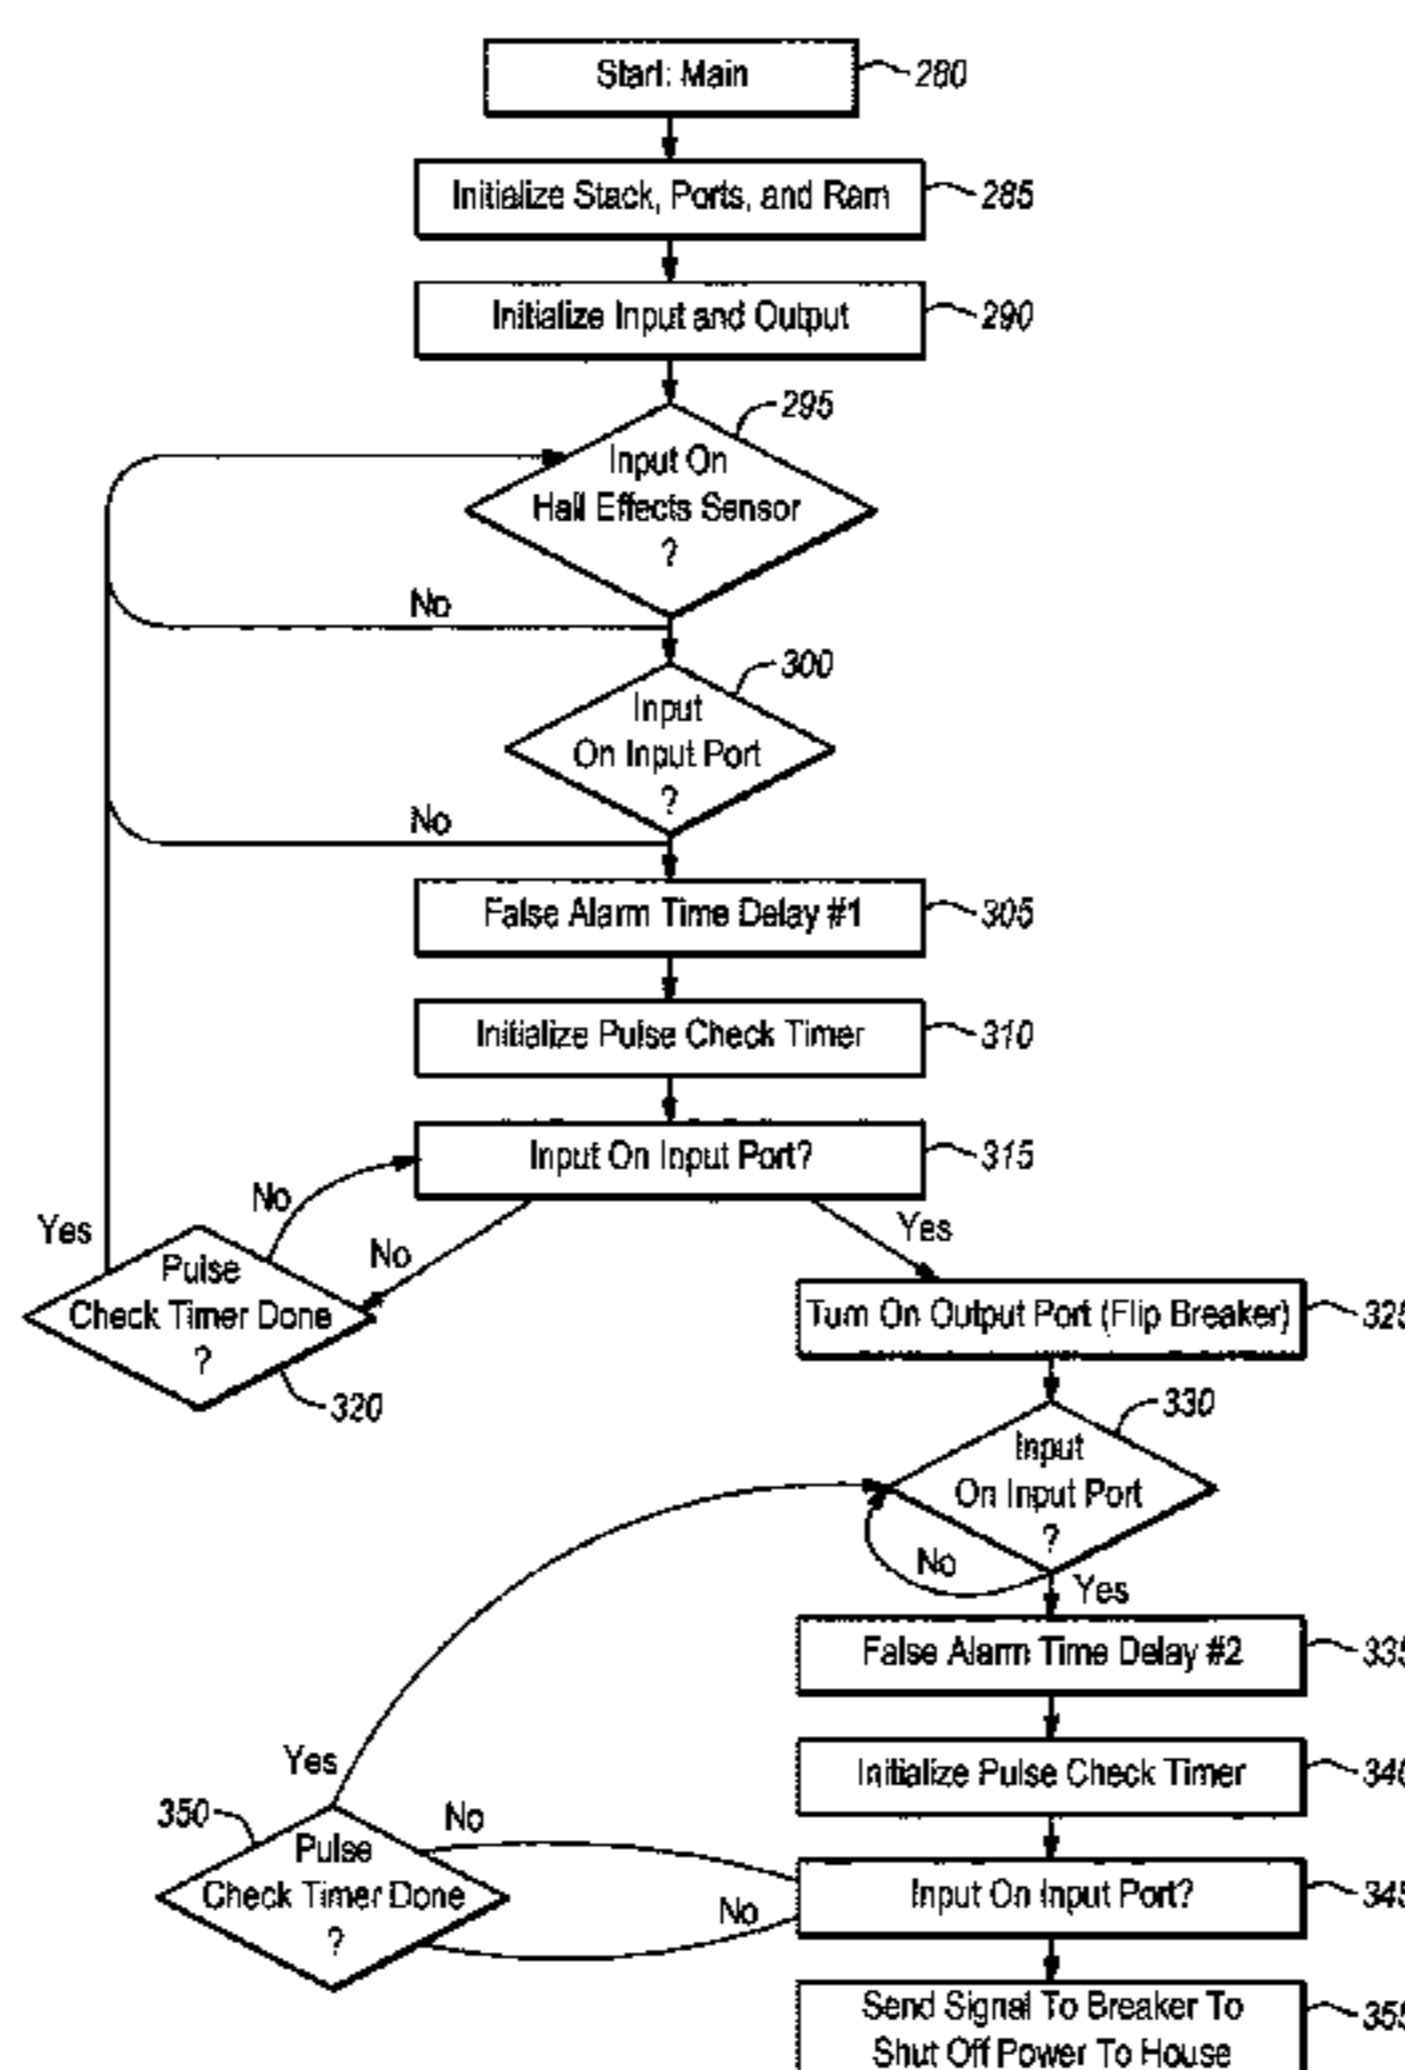 Start: Main
280
Initialize Stack, Ports, and Ram
285
Initialize Input and Output
290
295
Input On
Hall Effects Sensor
?
No
300
Input
On Input Port
?
No
False Alarm Time Delay #1
305
Initialize Pulse Check Timer
310
Input On Input Port?
315
No
Yes
No
Yes
Pulse
Check Timer Done
?
320
Turn On Output Port (Flip Breaker)
325
330
Input
On Input Port
?
No
Yes
False Alarm Time Delay #2
335
Initialize Pulse Check Timer
340
Yes
350
No
Pulse
Check Timer Done
?
No
Input On Input Port?
345
Send Signal To Breaker To
Shut Off Power To House
355